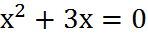 x² + 3x = 0